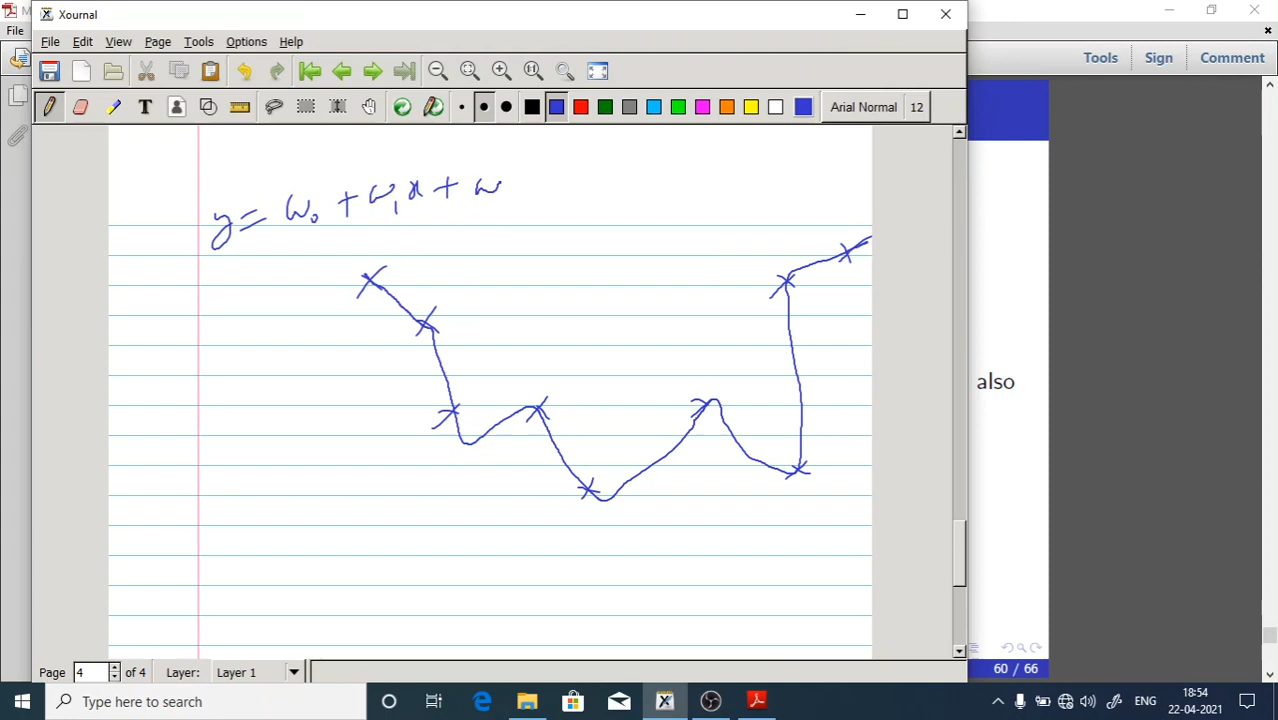 Xournal
File Edit View Page Tools Options Help
File
Tools Sign Comment
Arial Normal 12
y = w₀ + w₁x + w
also
Page 4 of 4 Layer: Layer 1
60 / 66
Type here to search
ENG
18:54
22-04-2021